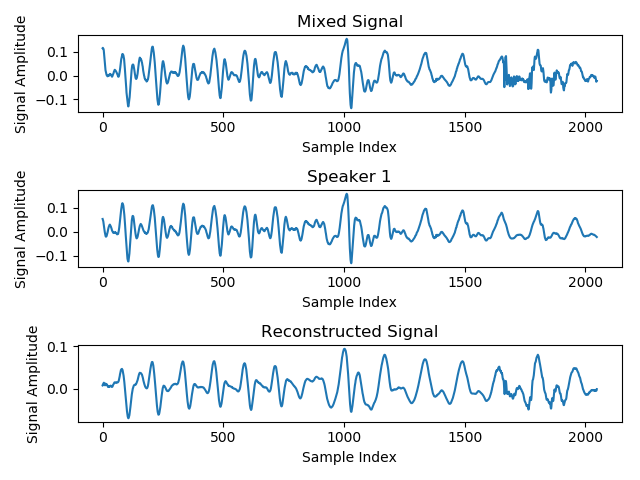 Mixed Signal
Signal Amplitude
0.1
0.0
−0.1
0 500 1000 1500 2000
Sample Index
Speaker 1
Signal Amplitude
0.1
0.0
−0.1
0 500 1000 1500 2000
Sample Index
Reconstructed Signal
Signal Amplitude
0.1
0.0
0 500 1000 1500 2000
Sample Index